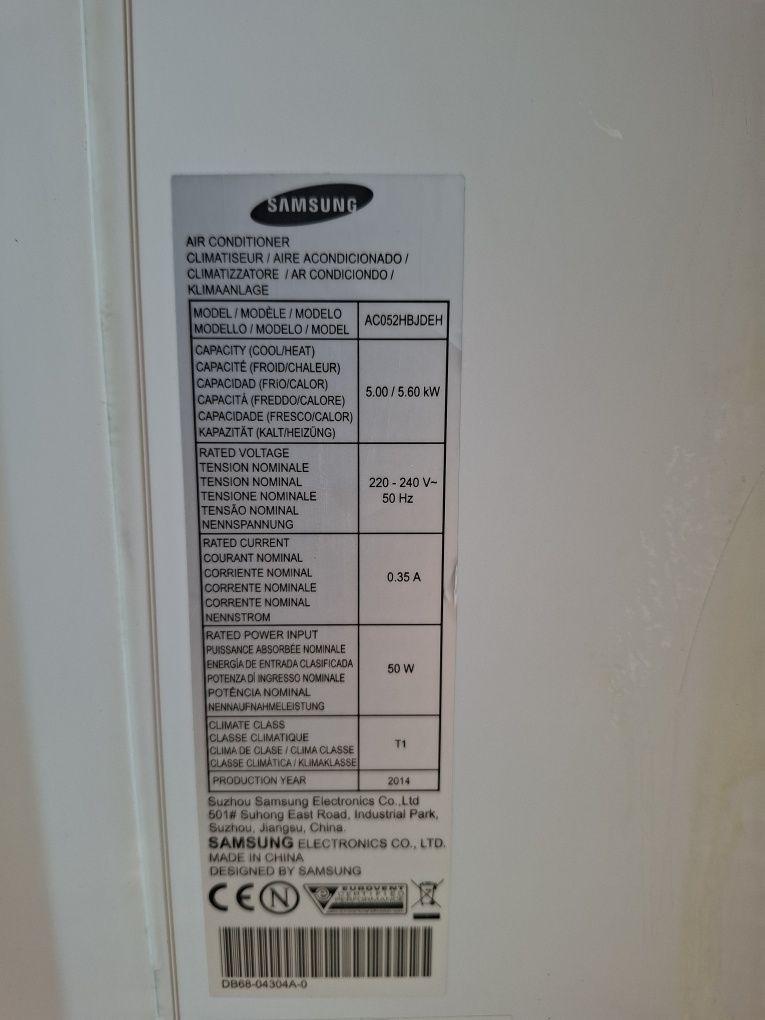 SAMSUNG
AIR CONDITIONER
CLIMATISEUR / AIRE ACONDICIONADO /
CLIMATIZZATORE / AR CONDICIONDO /
KLIMAANLAGE
MODEL / MODÈLE / MODELO
MODELLO / MODELO / MODEL
AC052HBJDEH
CAPACITY (COOL/HEAT)
CAPACITÉ (FROID/CHALEUR)
CAPACIDAD (FRIO/CALOR)
CAPACITÁ (FREDDO/CALORE)
CAPACIDADE (FRESCO/CALOR)
KAPAZITÄT (KALT/HEIZÜNG)
5.00 / 5.60 kW
RATED VOLTAGE
TENSION NOMINALE
TENSION NOMINAL
TENSIONE NOMINALE
TENSÃO NOMINAL
NENNSPANNUNG
220 - 240 V~
50 Hz
RATED CURRENT
COURANT NOMINAL
CORRIENTE NOMINAL
CORRENTE NOMINALE
CORRENTE NOMINAL
NENNSTROM
0.35 A
RATED POWER INPUT
PUISSANCE ABSORBÉE NOMINALE
ENERGÍA DE ENTRADA CLASIFICADA
POTENZA DÍ INGRESSO NOMINALE
POTÊNCIA NOMINAL
NENNAUFNAHMELEISTUNG
50 W
CLIMATE CLASS
CLASSE CLIMATIQUE
CLIMA DE CLASE / CLIMA CLASSE
CLASSE CLIMÁTICA / KLIMAKLASSE
T1
PRODUCTION YEAR
2014
Suzhou Samsung Electronics Co.,Ltd
501# Suhong East Road, Industrial Park,
Suzhou, Jiangsu, China.
SAMSUNG ELECTRONICS CO., LTD.
MADE IN CHINA
DESIGNED BY SAMSUNG
CE N
EUROVENT
CERTIFIED
PERFORMANCE
DB68-04304A-0